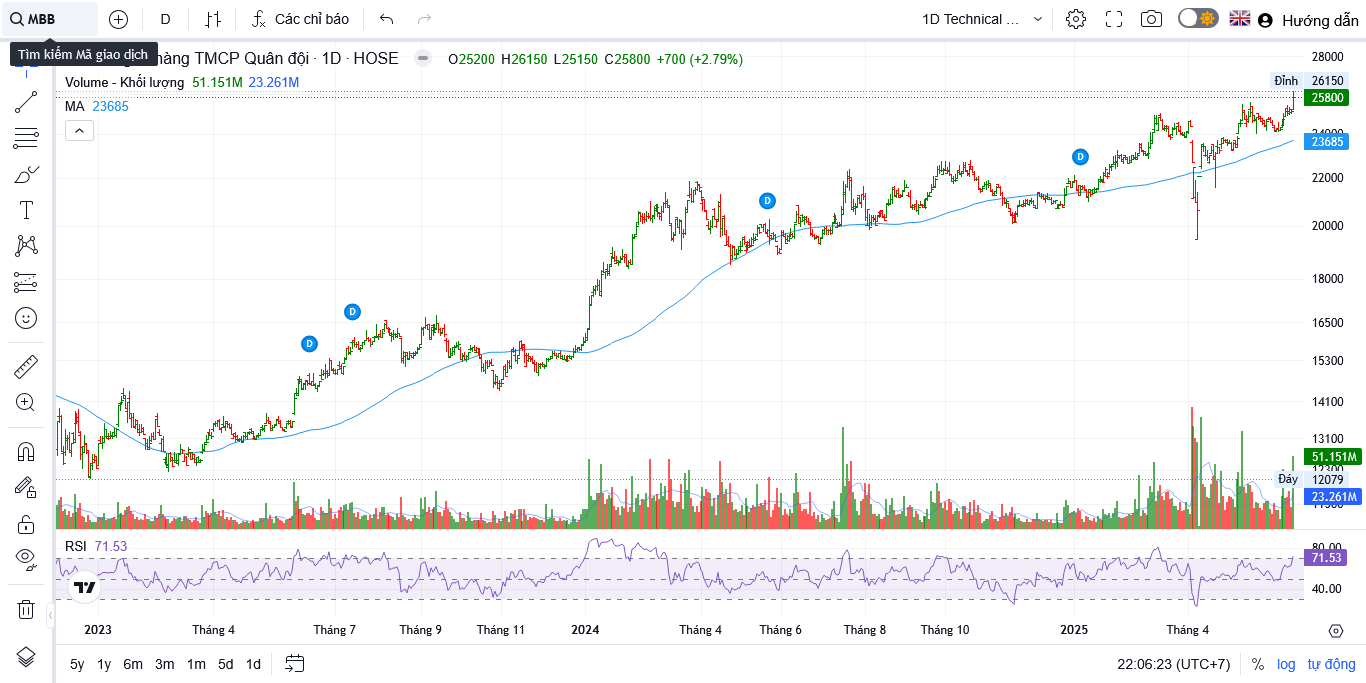 MBB
D
Các chỉ báo
1D Technical ...
Hướng dẫn
Tìm kiếm Mã giao dịch
hàng TMCP Quân đội · 1D · HOSE
O25200 H26150 L25150 C25800 +700 (+2.79%)
Volume - Khối lượng 51.151M 23.261M
MA 23685
28000
Đỉnh 26150
25800
24000
23685
22000
20000
18000
16500
15300
14100
13100
51.151M
12300
Đáy 12079
23.261M
D
D
D
D
RSI 71.53
80.00
71.53
40.00
2023 Tháng 4 Tháng 7 Tháng 9 Tháng 11 2024 Tháng 4 Tháng 6 Tháng 8 Tháng 10 2025 Tháng 4
5y 1y 6m 3m 1m 5d 1d
22:06:23 (UTC+7) % log tự động